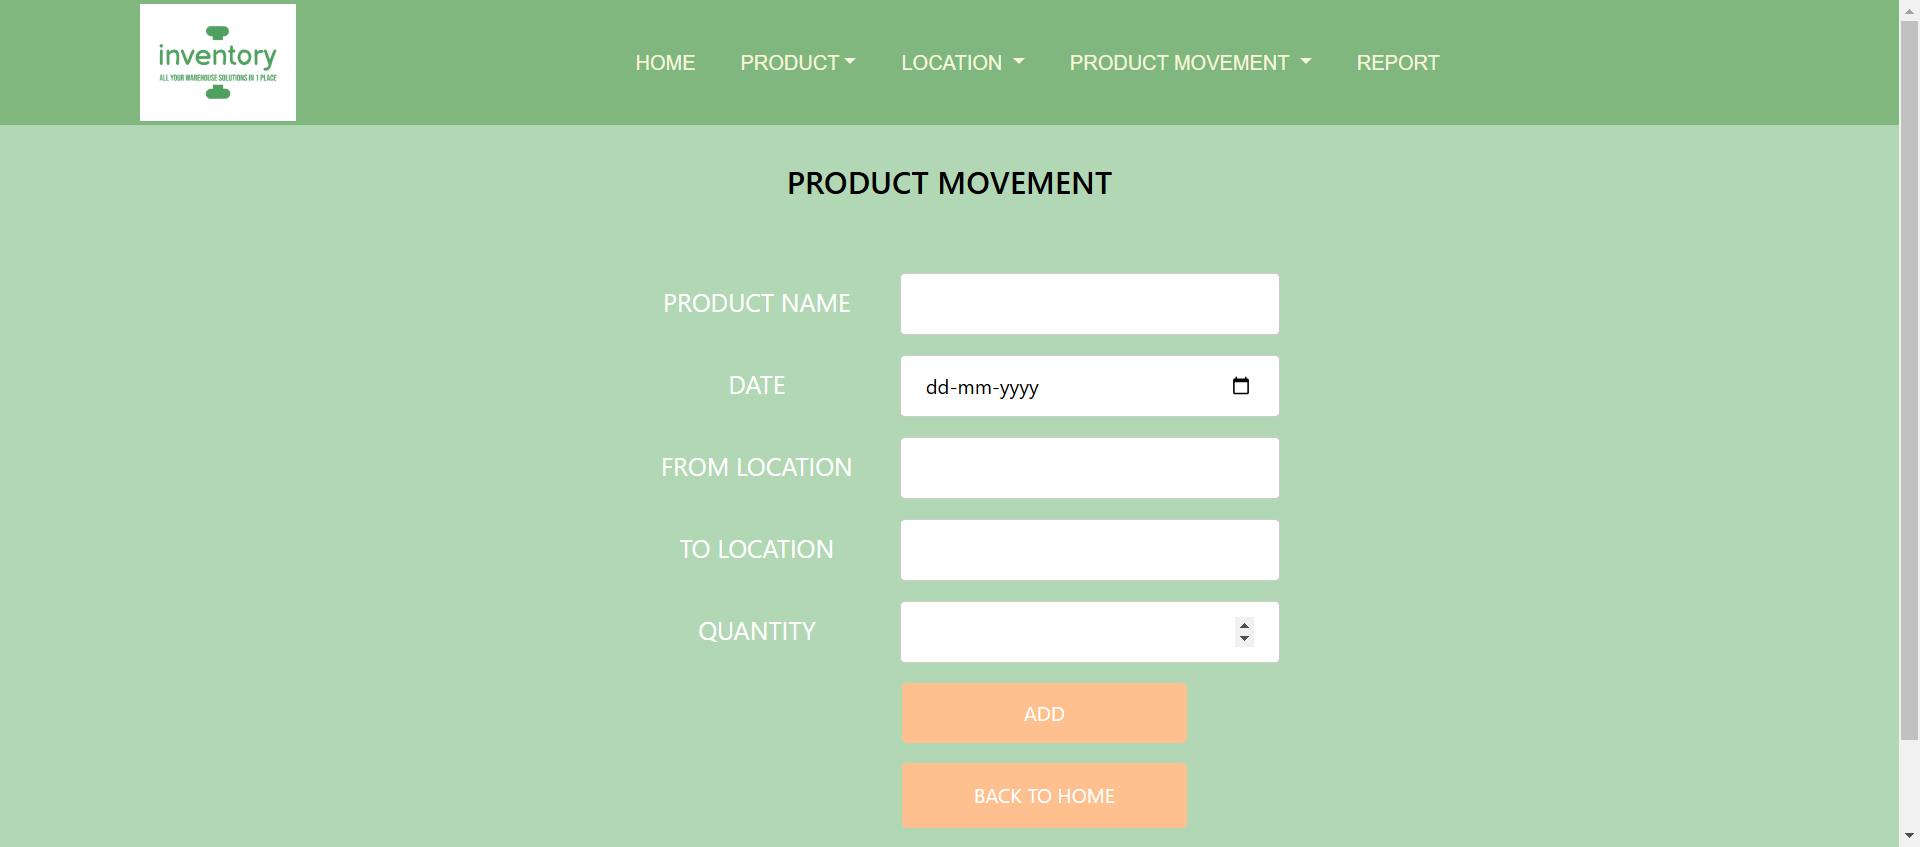 inventory
ALL YOUR WAREHOUSE SOLUTIONS IN 1 PLACE
HOME PRODUCT LOCATION PRODUCT MOVEMENT REPORT
PRODUCT MOVEMENT
PRODUCT NAME
DATE dd-mm-yyyy
FROM LOCATION
TO LOCATION
QUANTITY
ADD
BACK TO HOME